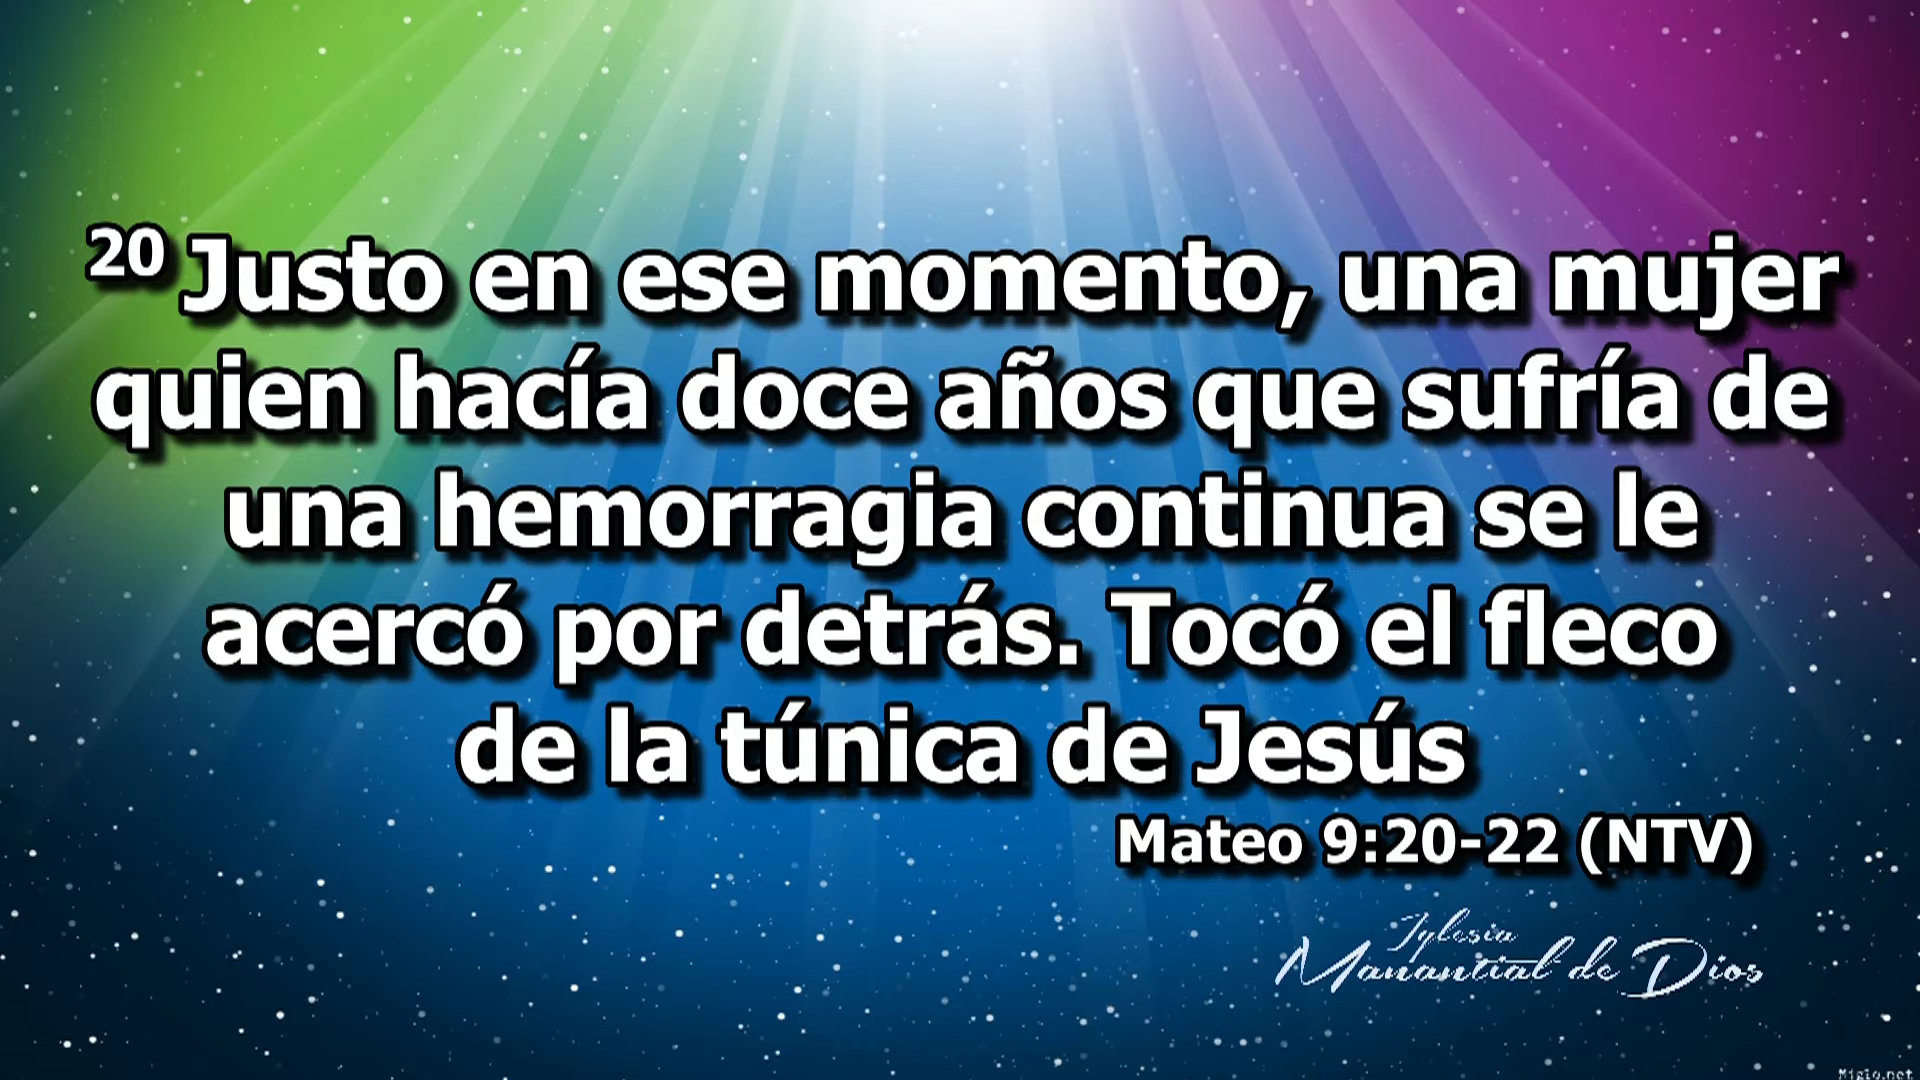 20 Justo en ese momento, una mujer
quien hacía doce años que sufría de
una hemorragia continua se le
acercó por detrás. Tocó el fleco
de la túnica de Jesús
Mateo 9:20-22 (NTV)
Iglesia
Manantial de Dios